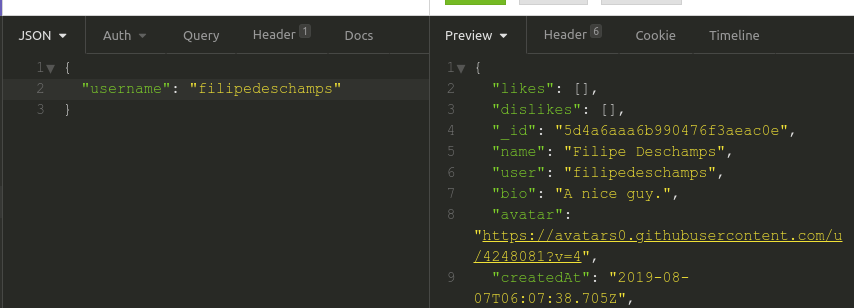 JSON Auth Query Header 1 Docs
1 {
2 "username": "filipedeschamps"
3 }
Preview Header 6 Cookie Timeline
1 {
2 "likes": [],
3 "dislikes": [],
4 "_id": "5d4a6aaa6b990476f3aeac0e",
5 "name": "Filipe Deschamps",
6 "user": "filipedeschamps",
7 "bio": "A nice guy.",
8 "avatar":
"https://avatars0.githubusercontent.com/u
/4248081?v=4",
9 "createdAt": "2019-08-
07T06:07:38.705Z",